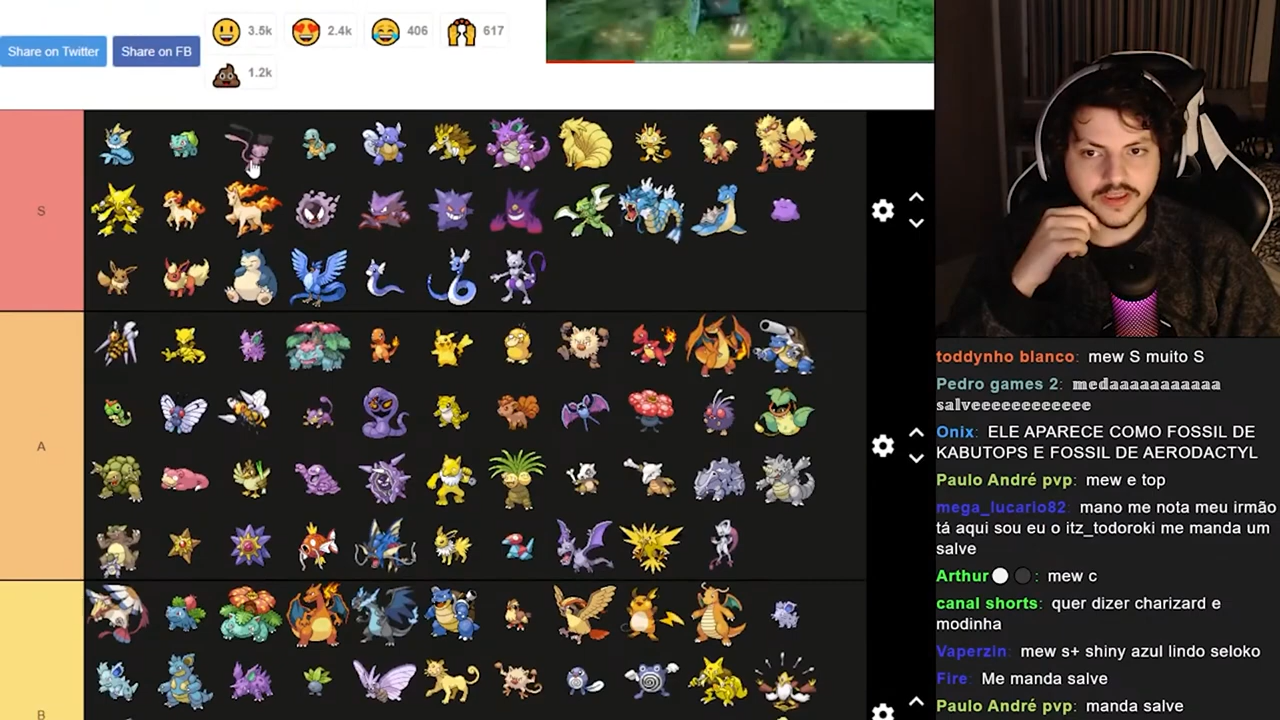 3.5k
2.4k
406
617
Share on Twitter
Share on FB
1.2k
S
A
B
toddynho blanco: mew S muito S
Pedro games 2: 𝕞𝕖𝕕𝕒𝕒𝕒𝕒𝕒𝕒𝕒𝕒𝕒𝕒𝕒
𝕤𝕒𝕝𝕧𝕖𝕖𝕖𝕖𝕖𝕖𝕖𝕖𝕖𝕖𝕖𝕖
Onix: ELE APARECE COMO FOSSIL DE
KABUTOPS E FOSSIL DE AERODACTYL
Paulo André pvp: mew e top
mega_lucario82: mano me nota meu irmão
tá aqui sou eu o itz_todoroki me manda um
salve
Arthur⚪⚫: mew c
canal shorts: quer dizer charizard e
modinha
Vaperzin: mew s+ shiny azul lindo seloko
Fire: Me manda salve
Paulo André pvp: manda salve